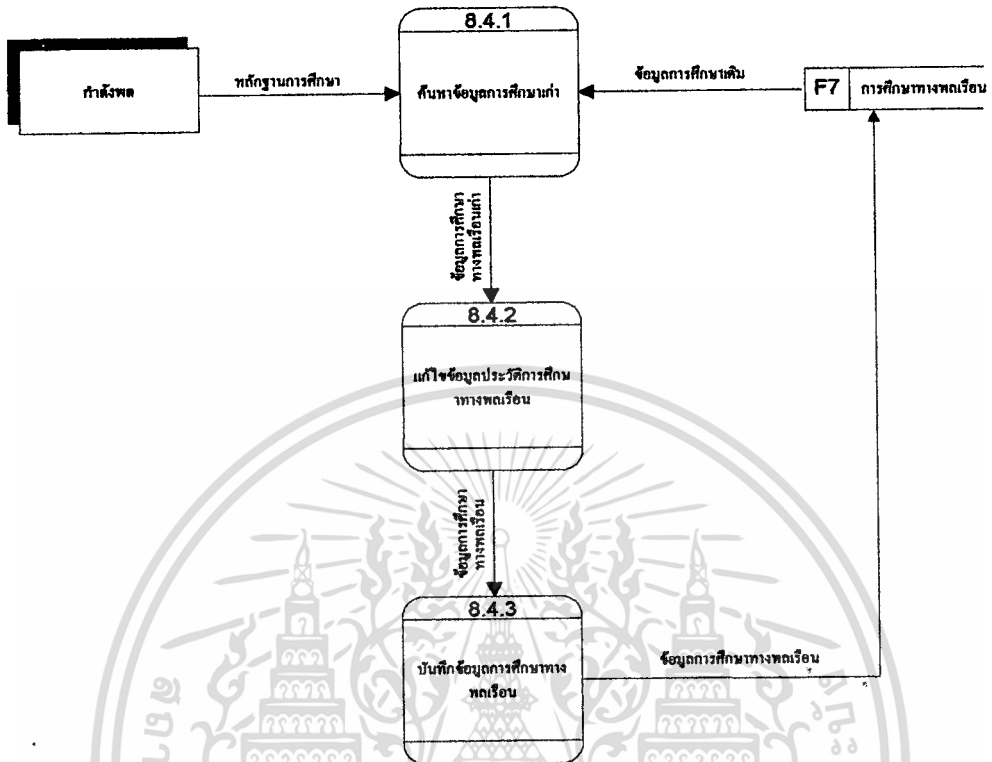 8.4.1
กำลังพล
หลักฐานการศึกษา
ค้นหาข้อมูลการศึกษาเก่า
ข้อมูลการศึกษาเดิม
F7
การศึกษาทางพลเรือน
ข้อมูลการศึกษา
ทางพลเรือนเก่า
8.4.2
แก้ไขข้อมูลประวัติการศึกษ
าทางพลเรือน
ข้อมูลการศึกษา
ทางพลเรือน
8.4.3
บันทึกข้อมูลการศึกษาทาง
พลเรือน
ข้อมูลการศึกษาทางพลเรือน